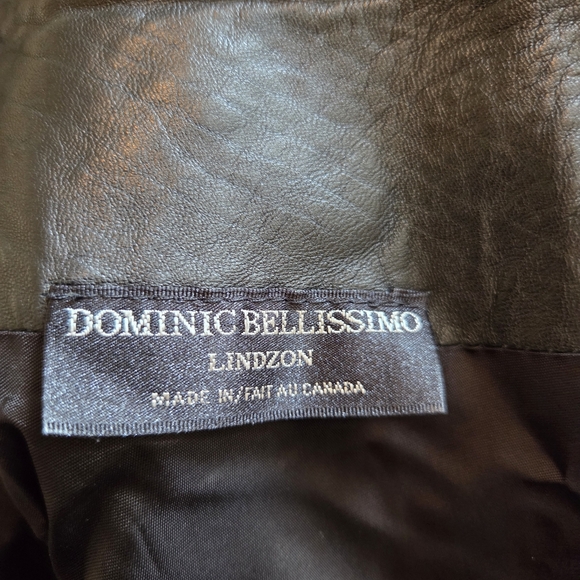 DOMINIC BELLISSIMO
LINDZON
MADE IN/FAIT AU CANADA